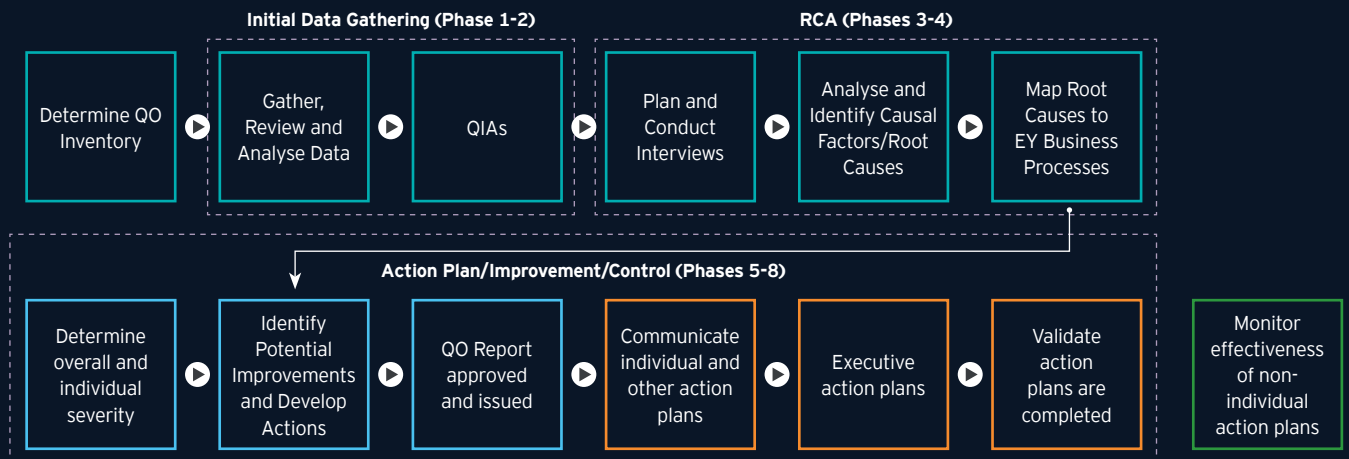 Initial Data Gathering (Phase 1-2)
RCA (Phases 3-4)
Determine QO
Inventory
Gather,
Review and
Analyse Data
QIAs
Plan and
Conduct
Interviews
Analyse and
Identify Causal
Factors/Root
Causes
Map Root
Causes to
EY Business
Processes
Action Plan/Improvement/Control (Phases 5-8)
Determine
overall and
individual
severity
Identify
Potential
Improvements
and Develop
Actions
QO Report
approved
and issued
Communicate
individual and
other action
plans
Executive
action plans
Validate
action
plans are
completed
Monitor
effectiveness
of non-
individual
action plans